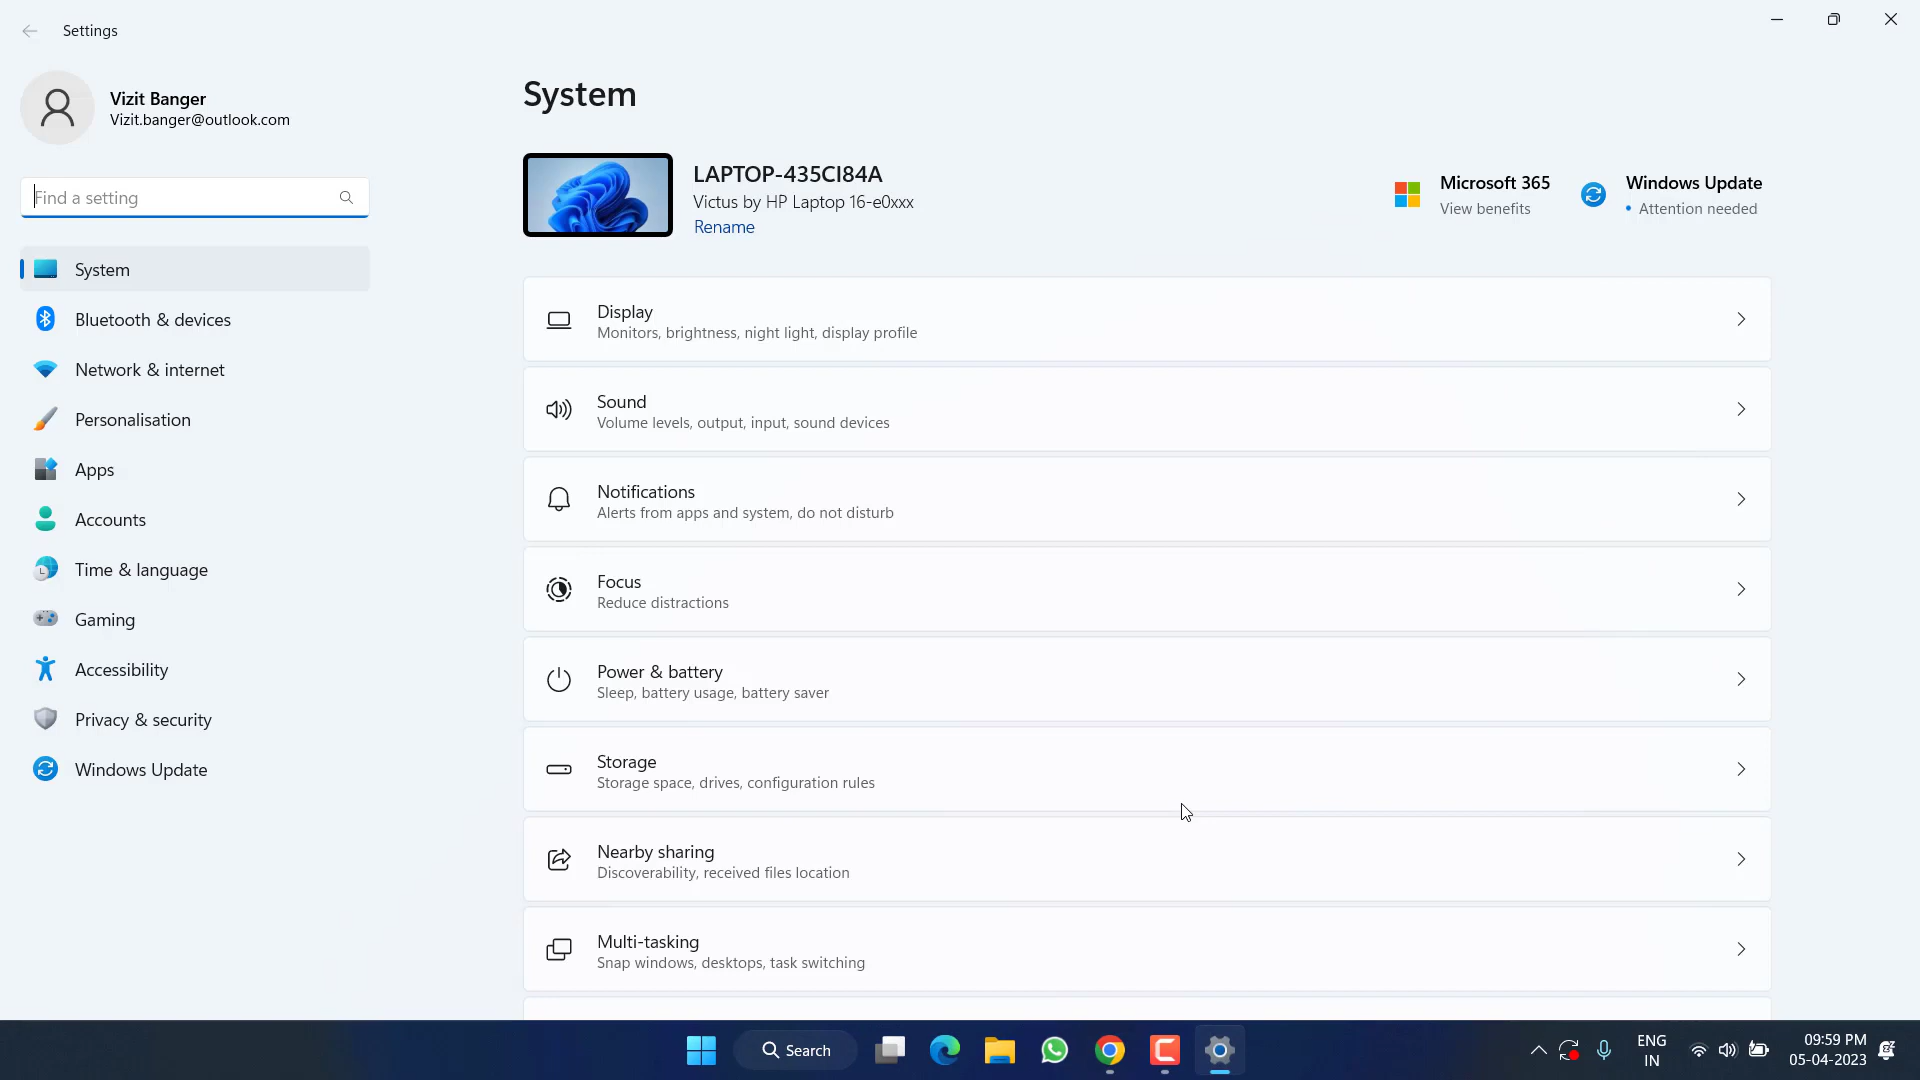 Settings
Vizit Banger
Vizit.banger@outlook.com
Find a setting
System
Bluetooth & devices
Network & internet
Personalisation
Apps
Accounts
Time & language
Gaming
Accessibility
Privacy & security
Windows Update
System
LAPTOP-435CI84A
Victus by HP Laptop 16-e0xxx
Rename
Microsoft 365
View benefits
Windows Update
• Attention needed
Display
Monitors, brightness, night light, display profile
Sound
Volume levels, output, input, sound devices
Notifications
Alerts from apps and system, do not disturb
Focus
Reduce distractions
Power & battery
Sleep, battery usage, battery saver
Storage
Storage space, drives, configuration rules
Nearby sharing
Discoverability, received files location
Multi-tasking
Snap windows, desktops, task switching
Search
ENG
IN
09:59 PM
05-04-2023